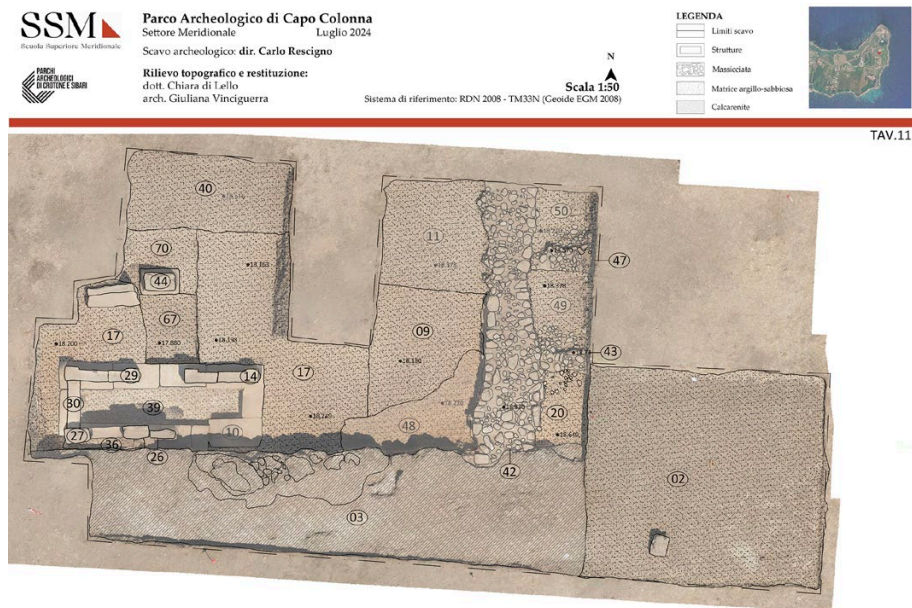 SSM
Scuola Superiore Meridionale
PARCHI
ARCHEOLOGICI
DI CROTONE E SIBARI
Parco Archeologico di Capo Colonna
Settore Meridionale Luglio 2024
Scavo archeologico: dir. Carlo Rescigno
Rilievo topografico e restituzione:
dott. Chiara di Lello
arch. Giuliana Vinciguerra
N
Scala 1:50
Sistema di riferimento: RDN 2008 - TM33N (Geoide EGM 2008)
LEGENDA
Limiti scavo
Strutture
Massicciata
Matrice argillo-sabbiosa
Calcarenite
TAV.11
40
50
70
11
47
44
49
67
17
09
43
17
29
14
30
39
20
48
27
10
36
26
42
02
03